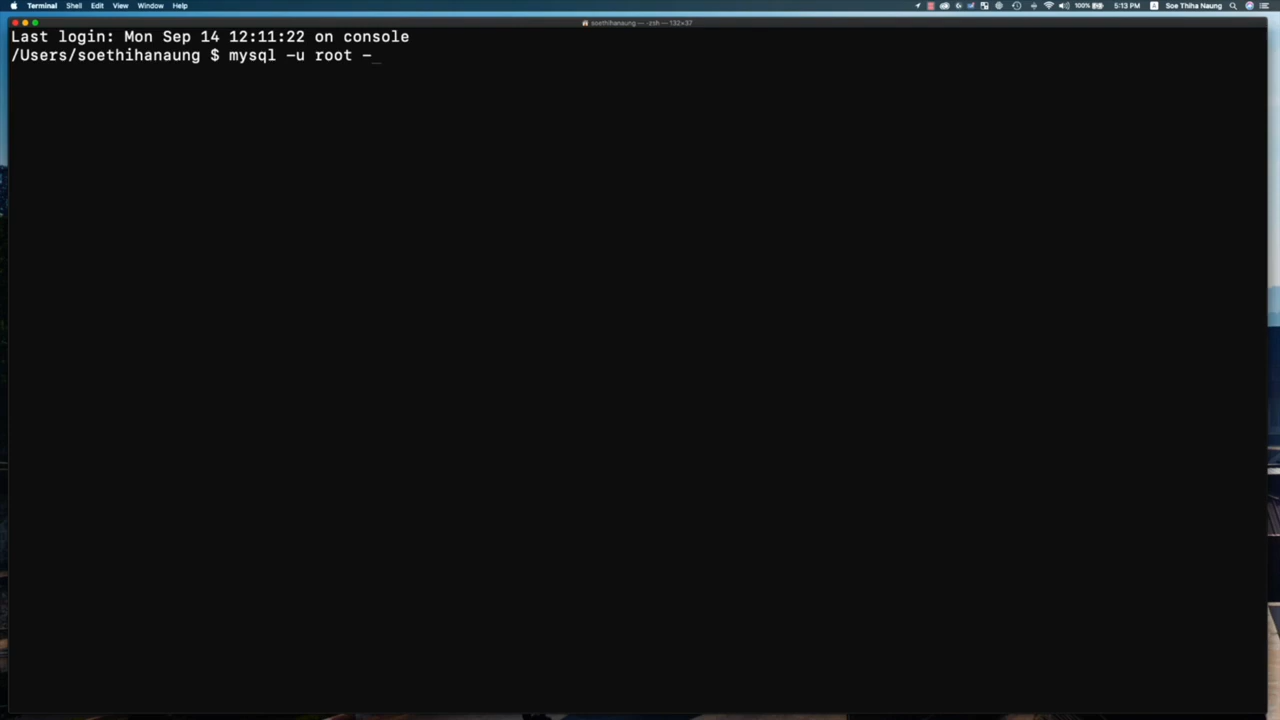 Terminal Shell Edit View Window Help 100% 5:13 PM Soe Thiha Naung
soethihanaung — -zsh — 132×37
Last login: Mon Sep 14 12:11:22 on console
/Users/soethihanaung $ mysql -u root -_